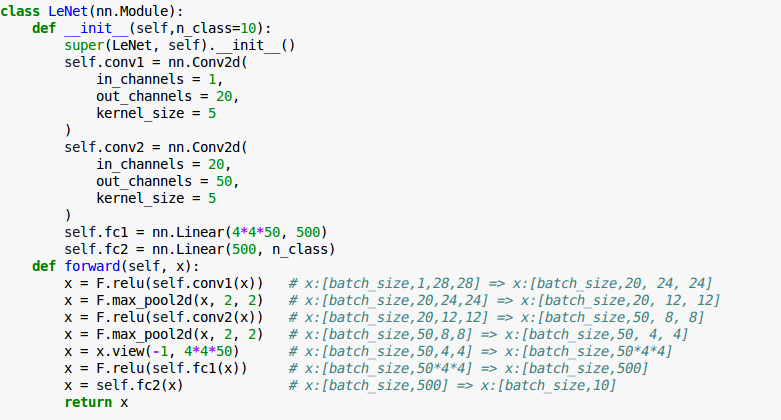 class LeNet(nn.Module):
    def __init__(self,n_class=10):
        super(LeNet, self).__init__()
        self.conv1 = nn.Conv2d(
            in_channels = 1,
            out_channels = 20,
            kernel_size = 5
        )
        self.conv2 = nn.Conv2d(
            in_channels = 20,
            out_channels = 50,
            kernel_size = 5
        )
        self.fc1 = nn.Linear(4*4*50, 500)
        self.fc2 = nn.Linear(500, n_class)
    def forward(self, x):
        x = F.relu(self.conv1(x))   # x:[batch_size,1,28,28] => x:[batch_size,20, 24, 24]
        x = F.max_pool2d(x, 2, 2)   # x:[batch_size,20,24,24] => x:[batch_size,20, 12, 12]
        x = F.relu(self.conv2(x))   # x:[batch_size,20,12,12] => x:[batch_size,50, 8, 8]
        x = F.max_pool2d(x, 2, 2)   # x:[batch_size,50,8,8] => x:[batch_size,50, 4, 4]
        x = x.view(-1, 4*4*50)      # x:[batch_size,50,4,4] => x:[batch_size,50*4*4]
        x = F.relu(self.fc1(x))     # x:[batch_size,50*4*4] => x:[batch_size,500]
        x = self.fc2(x)             # x:[batch_size,500] => x:[batch_size,10]
        return x